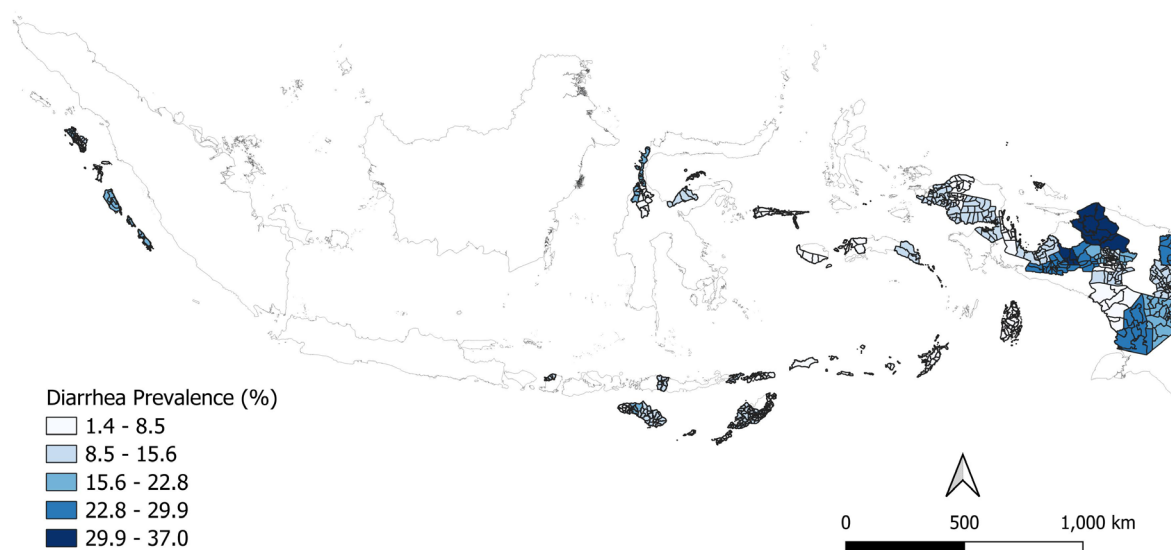 Diarrhea Prevalence (%)
1.4 - 8.5
8.5 - 15.6
15.6 - 22.8
22.8 - 29.9
29.9 - 37.0
0 500 1,000 km